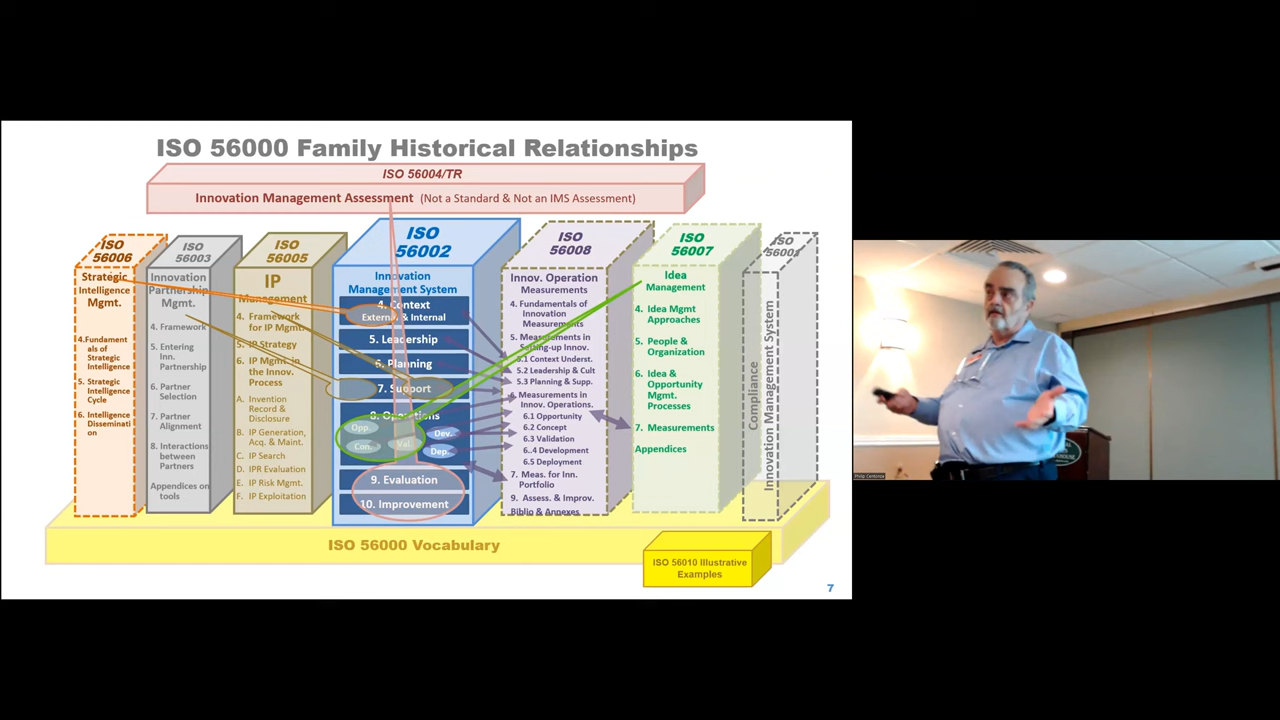 ISO 56000 Family Historical Relationships
ISO 56004/TR
Innovation Management Assessment (Not a Standard & Not an IMS Assessment)
ISO
56006
Strategic
Intelligence
Mgmt.
4.Fundament
als of
Strategic
Intelligence
5. Strategic
Intelligence
Cycle
6. Intelligence
Disseminati
on
ISO
56003
Innovation
Partnership
Mgmt.
4. Framework
5. Entering
Inn.
Partnership
6. Partner
Selection
7. Partner
Alignment
8. Interactions
between
Partners
Appendices on
tools
ISO
56005
IP
Management
4. Framework
for IP Mgmt.
5. IP Strategy
6. IP Mgmt. in
the Innov.
Process
A. Invention
Record &
Disclosure
B. IP Generation,
Acq. & Maint.
C. IP Search
D. IPR Evaluation
E. IP Risk Mgmt.
F. IP Exploitation
ISO
56002
Innovation
Management System
4. Context
External & Internal
5. Leadership
6. Planning
7. Support
8. Operations
Opp.
Con.
Val.
Dev.
Dep.
9. Evaluation
10. Improvement
ISO
56008
Innov. Operation
Measurements
4. Fundamentals of
Innovation
Measurements
5. Measurements in
Setting-up Innov.
5.1 Context Underst.
5.2 Leadership & Cult
5.3 Planning & Supp.
6. Measurements in
Innov. Operations.
6.1 Opportunity
6.2 Concept
6.3 Validation
6..4 Development
6.5 Deployment
7. Meas. for Inn.
Portfolio
9. Assess. & Improv.
Biblio & Annexes
ISO
56007
Idea
Management
4. Idea Mgmt
Approaches
5. People &
Organization
6. Idea &
Opportunity
Mgmt.
Processes
7. Measurements
Appendices
ISO
56001
Compliance
Innovation Management System
ISO 56000 Vocabulary
ISO 56010 Illustrative
Examples
7
Philip Centonze